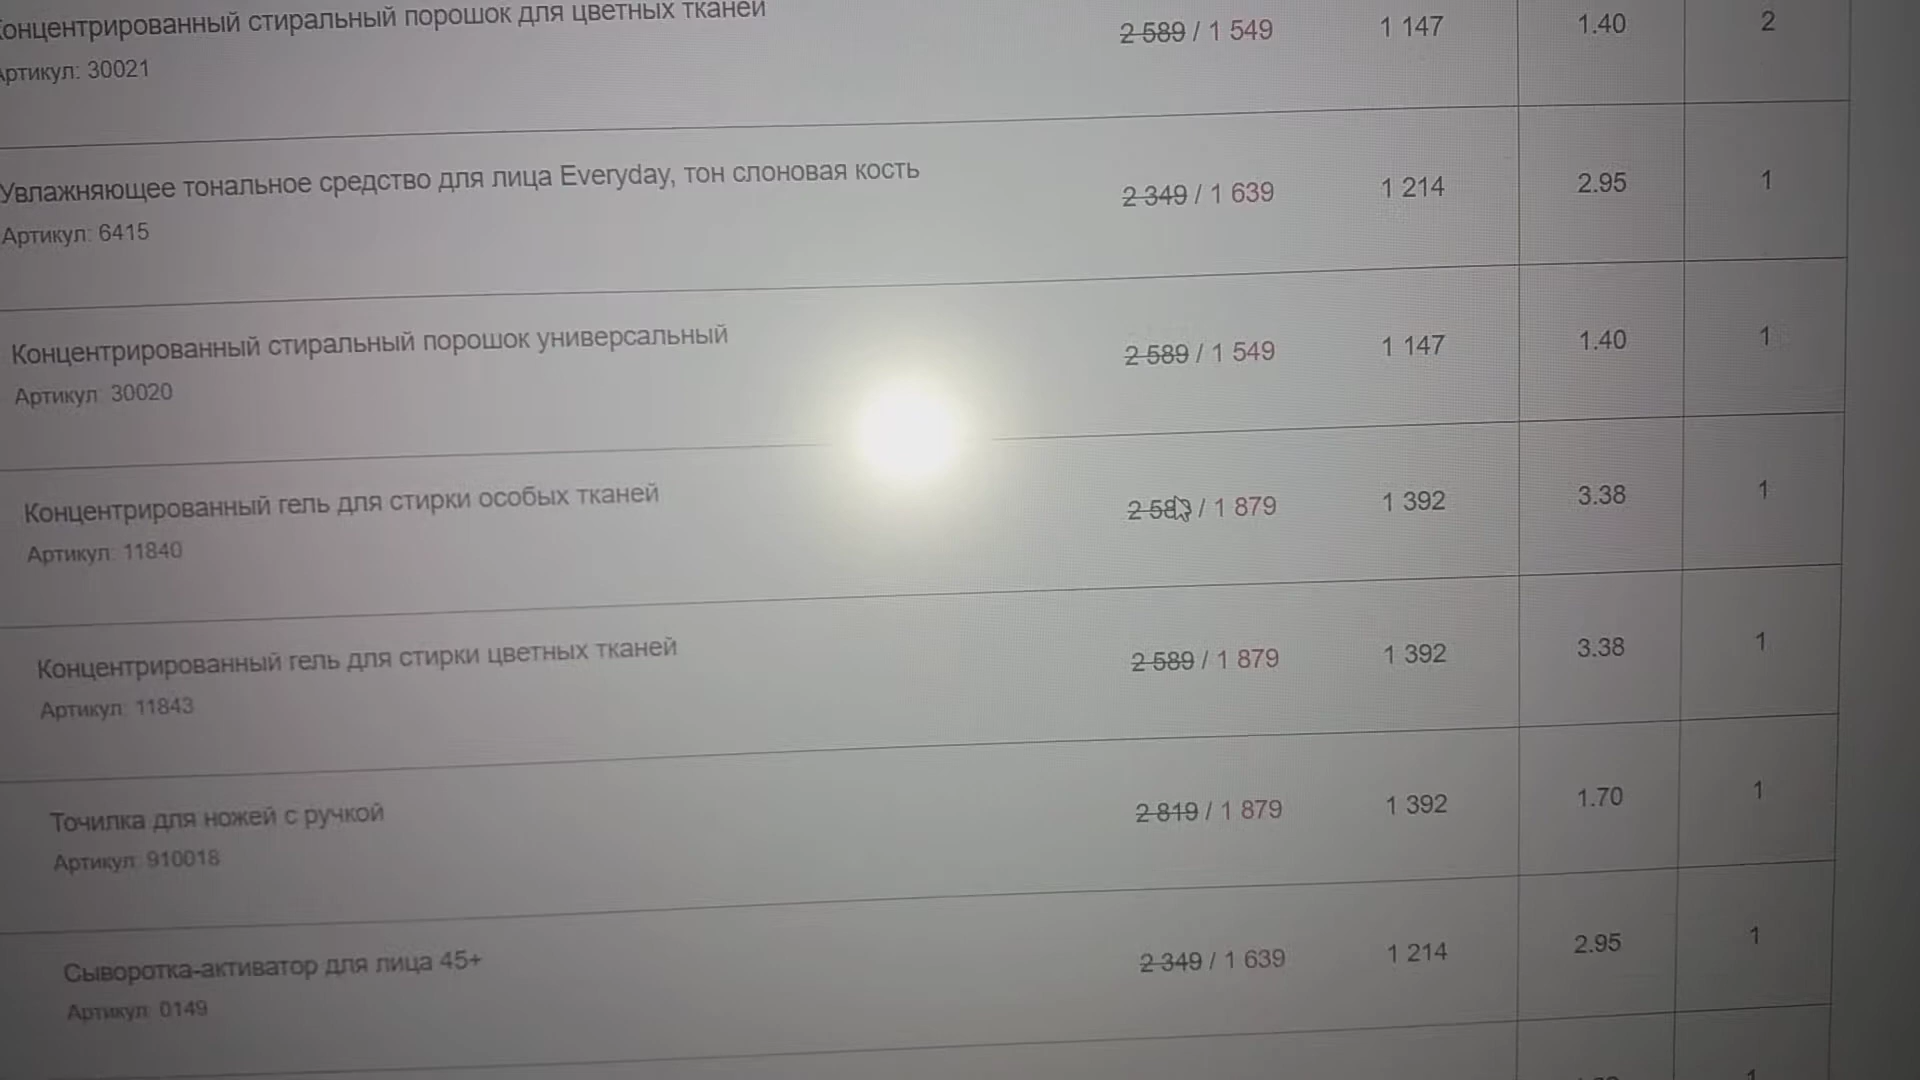 Концентрированный стиральный порошок для цветных тканей
Артикул: 30021
2 589 / 1 549 1 147 1.40 2
Увлажняющее тональное средство для лица Everyday, тон слоновая кость
Артикул: 6415
2 349 / 1 639 1 214 2.95 1
Концентрированный стиральный порошок универсальный
Артикул: 30020
2 589 / 1 549 1 147 1.40 1
Концентрированный гель для стирки особых тканей
Артикул: 11840
/ 1 879 1 392 3.38 1
Концентрированный гель для стирки цветных тканей
Артикул: 11843
2 589 / 1 879 1 392 3.38 1
Точилка для ножей с ручкой
Артикул: 910018
2 819 / 1 879 1 392 1.70 1
Сыворотка-активатор для лица 45+
Артикул: 0149
2 349 / 1 639 1 214 2.95 1
1